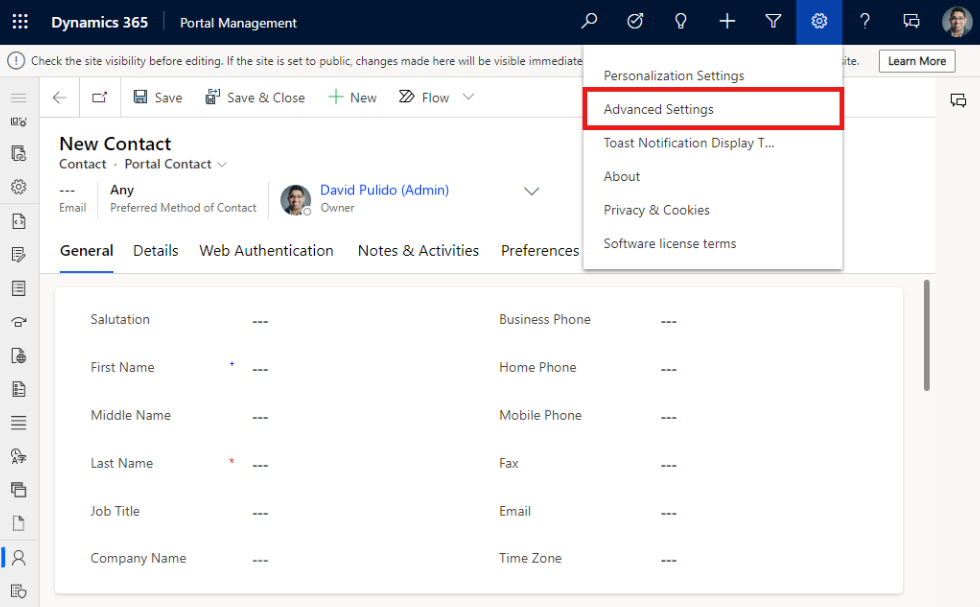 Dynamics 365 Portal Management
Check the site visibility before editing. If the site is set to public, changes made here will be visible immediate site. Learn More
Personalization Settings
Advanced Settings
Toast Notification Display T...
About
Privacy & Cookies
Software license terms
Save Save & Close New Flow
New Contact
Contact · Portal Contact
--- Any David Pulido (Admin)
Email Preferred Method of Contact Owner
General Details Web Authentication Notes & Activities Preferences
Salutation --- Business Phone ---
First Name + --- Home Phone ---
Middle Name --- Mobile Phone ---
Last Name * --- Fax ---
Job Title --- Email ---
Company Name --- Time Zone ---